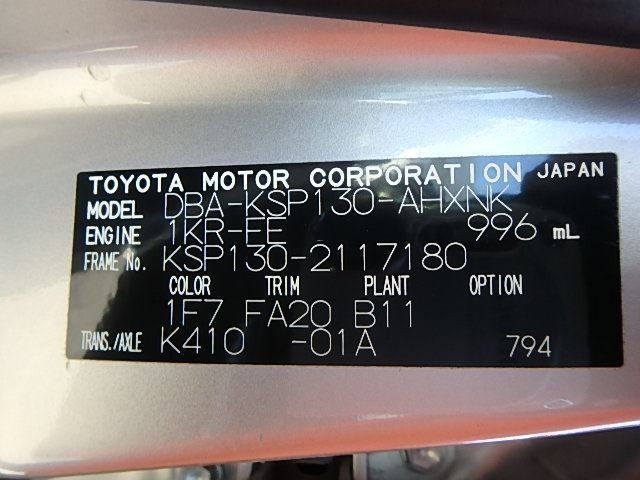 TOYOTA MOTOR CORPORATION JAPAN
MODEL DBA-KSP130-AHXNK
ENGINE 1KR-FE 996 mL
FRAME No. KSP130-2117180
COLOR TRIM PLANT OPTION
1F7 FA20 B11
TRANS./AXLE K410 -01A 794